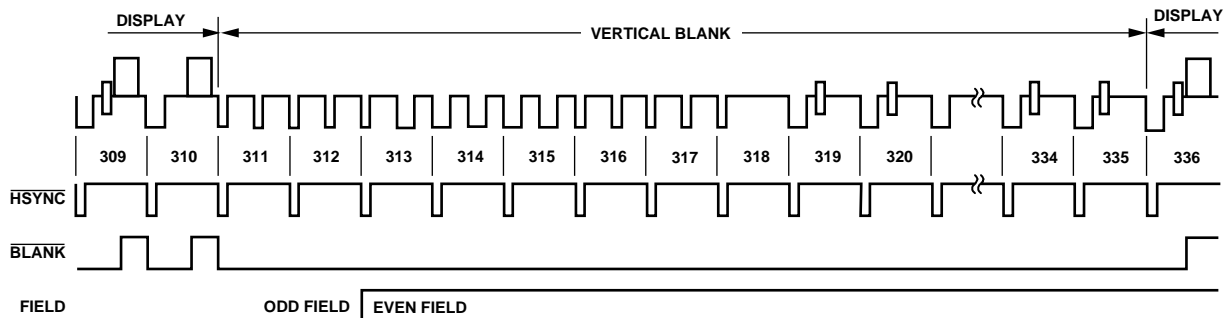 DISPLAY VERTICAL BLANK DISPLAY
309 310 311 312 313 314 315 316 317 318 319 320 334 335 336
HSYNC
BLANK
FIELD ODD FIELD EVEN FIELD